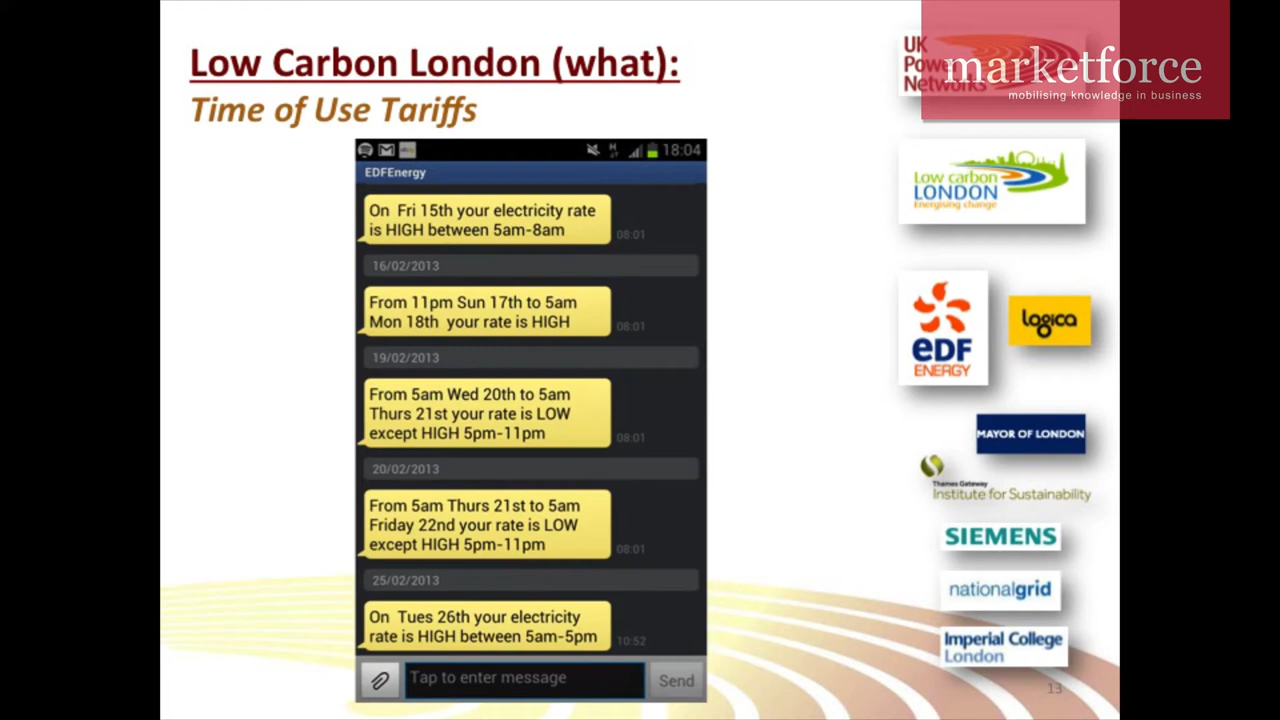 Low Carbon London (what):
Time of Use Tariffs
18:04
EDFEnergy
On Fri 15th your electricity rate
is HIGH between 5am-8am
08:01
16/02/2013
From 11pm Sun 17th to 5am
Mon 18th your rate is HIGH
08:01
19/02/2013
From 5am Wed 20th to 5am
Thurs 21st your rate is LOW
except HIGH 5pm-11pm
08:01
20/02/2013
From 5am Thurs 21st to 5am
Friday 22nd your rate is LOW
except HIGH 5pm-11pm
08:01
25/02/2013
On Tues 26th your electricity
rate is HIGH between 5am-5pm
10:52
Tap to enter message
Send
UK
Power
Networks
marketforce
mobilising knowledge in business
Low carbon
LONDON
Energising change
eDF
ENERGY
logica
MAYOR OF LONDON
Thames Gateway
Institute for Sustainability
SIEMENS
nationalgrid
Imperial College
London
13